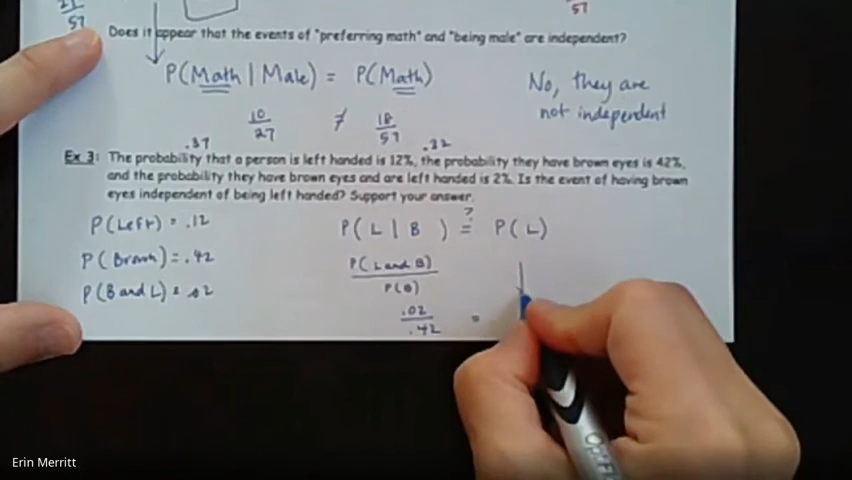 57
57
Does it appear that the events of "preferring math" and "being male" are independent?
P(Math | Male) = P(Math)
No, they are
not independent
10/27 ≠ 18/57
.37 .32
Ex 3: The probability that a person is left handed is 12%, the probability they have brown eyes is 42%,
and the probability they have brown eyes and are left handed is 2%. Is the event of having brown
eyes independent of being left handed? Support your answer.
P(Left) = .12
P(Brown) = .42
P(B and L) = .02
P(L | B) ?= P(L)
P(L and B)
P(B)
.02
.42
=
Erin Merritt